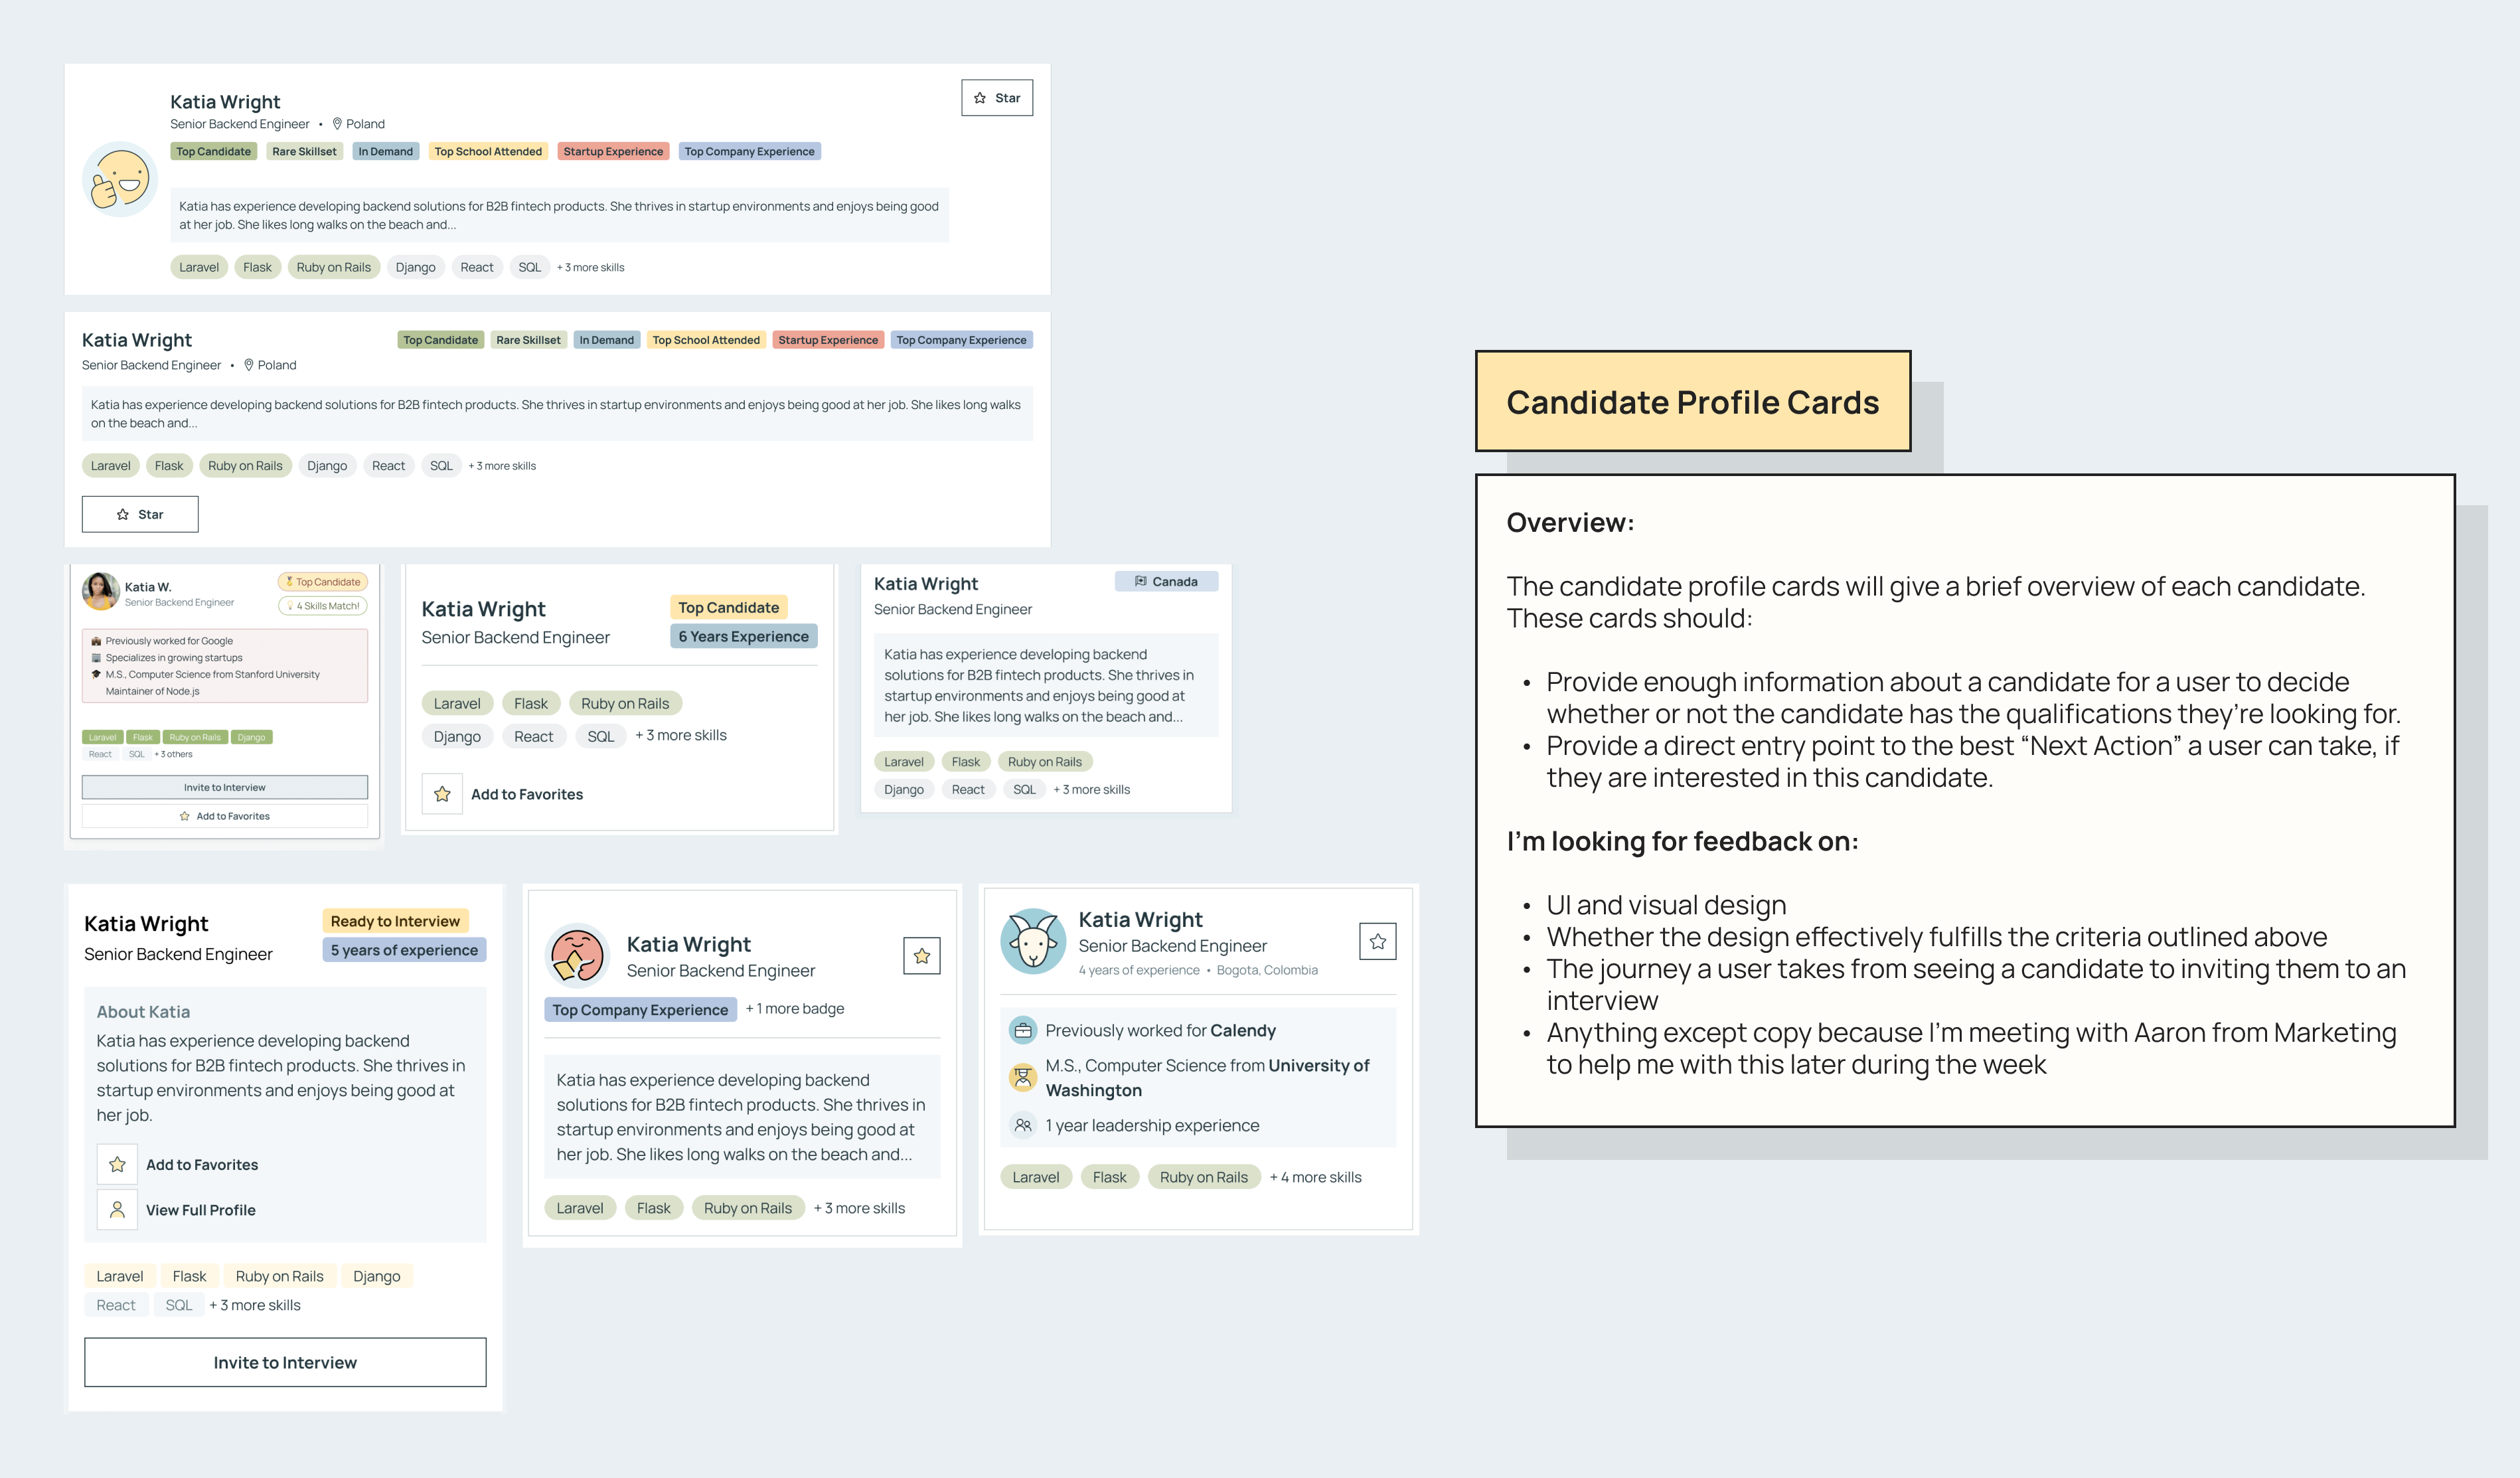 Katia Wright
Star
Senior Backend Engineer • Poland
Top Candidate Rare Skillset In Demand Top School Attended Startup Experience Top Company Experience
Katia has experience developing backend solutions for B2B fintech products. She thrives in startup environments and enjoys being good
at her job. She likes long walks on the beach and...
Laravel Flask Ruby on Rails Django React SQL + 3 more skills
Katia Wright
Top Candidate Rare Skillset In Demand Top School Attended Startup Experience Top Company Experience
Senior Backend Engineer • Poland
Katia has experience developing backend solutions for B2B fintech products. She thrives in startup environments and enjoys being good at her job. She likes long walks
on the beach and...
Laravel Flask Ruby on Rails Django React SQL + 3 more skills
Star
Katia W.
Senior Backend Engineer
Top Candidate
4 Skills Match!
Previously worked for Google
Specializes in growing startups
M.S., Computer Science from Stanford University
Maintainer of Node.js
Laravel Flask Ruby on Rails Django
React SQL + 3 others
Invite to Interview
Add to Favorites
Katia Wright
Senior Backend Engineer
Top Candidate
6 Years Experience
Laravel Flask Ruby on Rails
Django React SQL + 3 more skills
Add to Favorites
Katia Wright
Senior Backend Engineer
Canada
Katia has experience developing backend
solutions for B2B fintech products. She thrives in
startup environments and enjoys being good at
her job. She likes long walks on the beach and...
Laravel Flask Ruby on Rails
Django React SQL + 3 more skills
Katia Wright
Senior Backend Engineer
Ready to Interview
5 years of experience
About Katia
Katia has experience developing backend
solutions for B2B fintech products. She thrives in
startup environments and enjoys being good at
her job.
Add to Favorites
View Full Profile
Laravel Flask Ruby on Rails Django
React SQL + 3 more skills
Invite to Interview
Katia Wright
Senior Backend Engineer
Top Company Experience + 1 more badge
Katia has experience developing backend
solutions for B2B fintech products. She thrives in
startup environments and enjoys being good at
her job. She likes long walks on the beach and...
Laravel Flask Ruby on Rails + 3 more skills
Katia Wright
Senior Backend Engineer
4 years of experience • Bogota, Colombia
Previously worked for Calendy
M.S., Computer Science from University of
Washington
1 year leadership experience
Laravel Flask Ruby on Rails + 4 more skills
Candidate Profile Cards
Overview:
The candidate profile cards will give a brief overview of each candidate.
These cards should:
• Provide enough information about a candidate for a user to decide
whether or not the candidate has the qualifications they're looking for.
• Provide a direct entry point to the best “Next Action” a user can take, if
they are interested in this candidate.
I'm looking for feedback on:
• UI and visual design
• Whether the design effectively fulfills the criteria outlined above
• The journey a user takes from seeing a candidate to inviting them to an
interview
• Anything except copy because I'm meeting with Aaron from Marketing
to help me with this later during the week